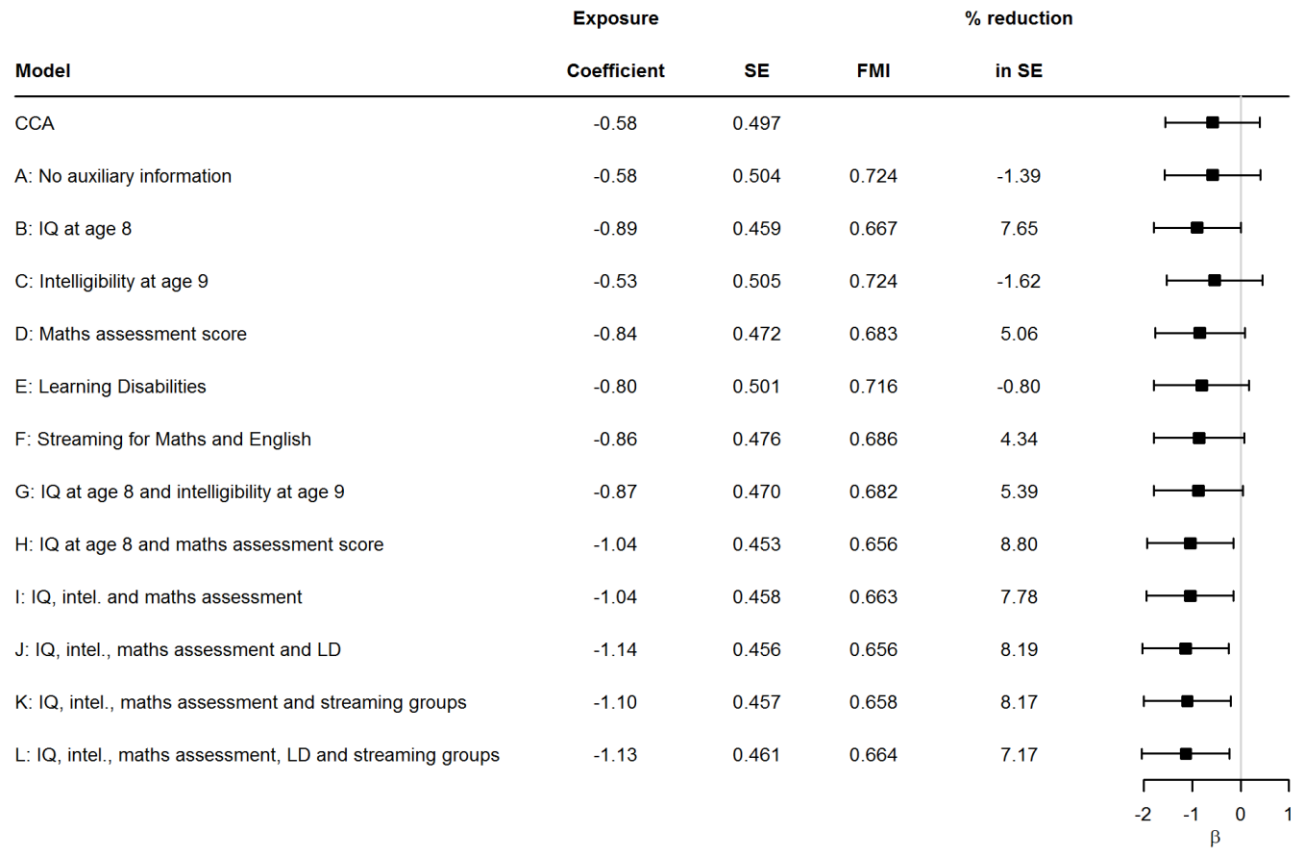 Exposure % reduction
Model Coefficient SE FMI in SE
CCA -0.58 0.497
A: No auxiliary information -0.58 0.504 0.724 -1.39
B: IQ at age 8 -0.89 0.459 0.667 7.65
C: Intelligibility at age 9 -0.53 0.505 0.724 -1.62
D: Maths assessment score -0.84 0.472 0.683 5.06
E: Learning Disabilities -0.80 0.501 0.716 -0.80
F: Streaming for Maths and English -0.86 0.476 0.686 4.34
G: IQ at age 8 and intelligibility at age 9 -0.87 0.470 0.682 5.39
H: IQ at age 8 and maths assessment score -1.04 0.453 0.656 8.80
I: IQ, intel. and maths assessment -1.04 0.458 0.663 7.78
J: IQ, intel., maths assessment and LD -1.14 0.456 0.656 8.19
K: IQ, intel., maths assessment and streaming groups -1.10 0.457 0.658 8.17
L: IQ, intel., maths assessment, LD and streaming groups -1.13 0.461 0.664 7.17
-2 -1 0 1
β